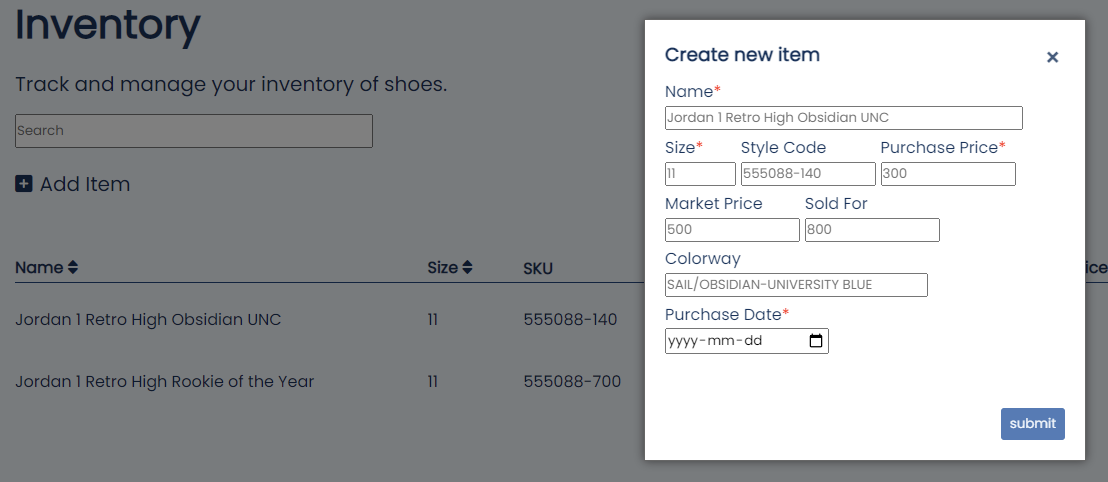 Inventory
Track and manage your inventory of shoes.
Search
Add Item
Name Size SKU ice
Jordan 1 Retro High Obsidian UNC 11 555088-140
Jordan 1 Retro High Rookie of the Year 11 555088-700
Create new item ×
Name*
Jordan 1 Retro High Obsidian UNC
Size* Style Code Purchase Price*
11 555088-140 300
Market Price Sold For
500 800
Colorway
SAIL/OBSIDIAN-UNIVERSITY BLUE
Purchase Date*
yyyy-mm-dd
submit